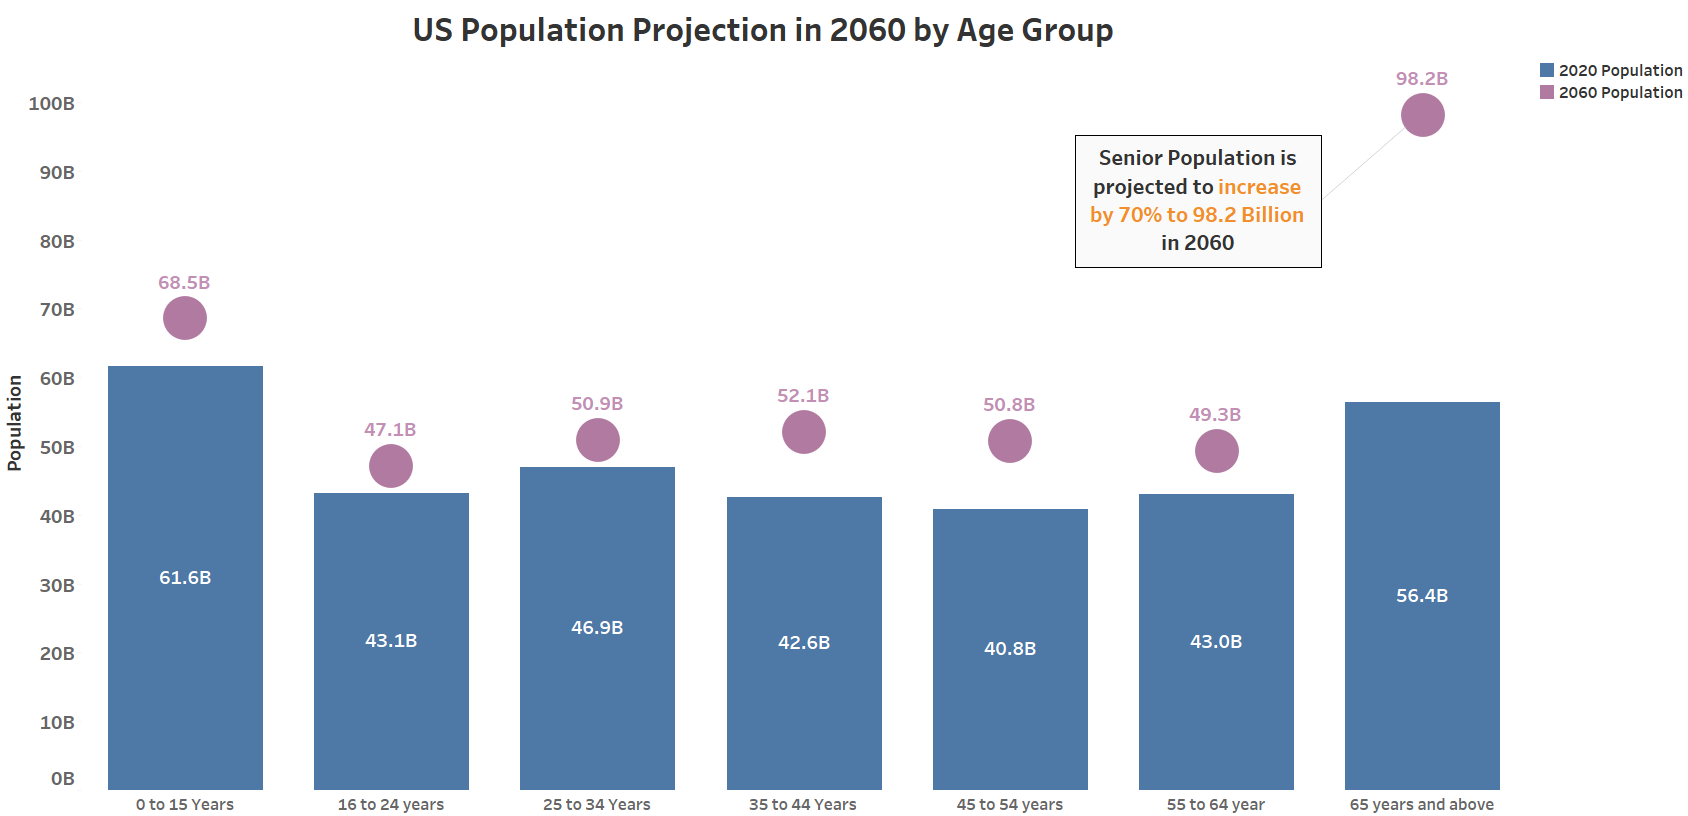 US Population Projection in 2060 by Age Group
2020 Population
2060 Population
Population
100B
90B
80B
70B
60B
50B
40B
30B
20B
10B
0B
98.2B
Senior Population is
projected to increase
by 70% to 98.2 Billion
in 2060
68.5B
47.1B
50.9B
52.1B
50.8B
49.3B
61.6B
43.1B
46.9B
42.6B
40.8B
43.0B
56.4B
0 to 15 Years
16 to 24 years
25 to 34 Years
35 to 44 Years
45 to 54 years
55 to 64 year
65 years and above